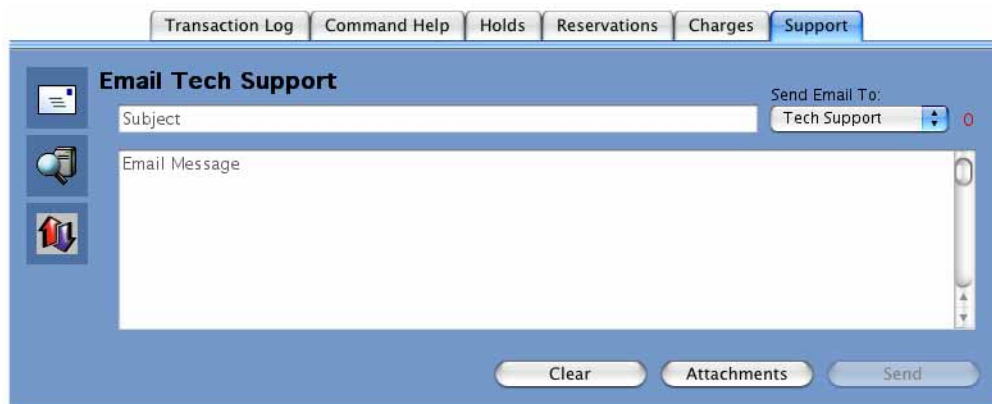 Transaction Log Command Help Holds Reservations Charges Support
Email Tech Support
Send Email To:
Subject Tech Support 0
Email Message
Clear Attachments Send